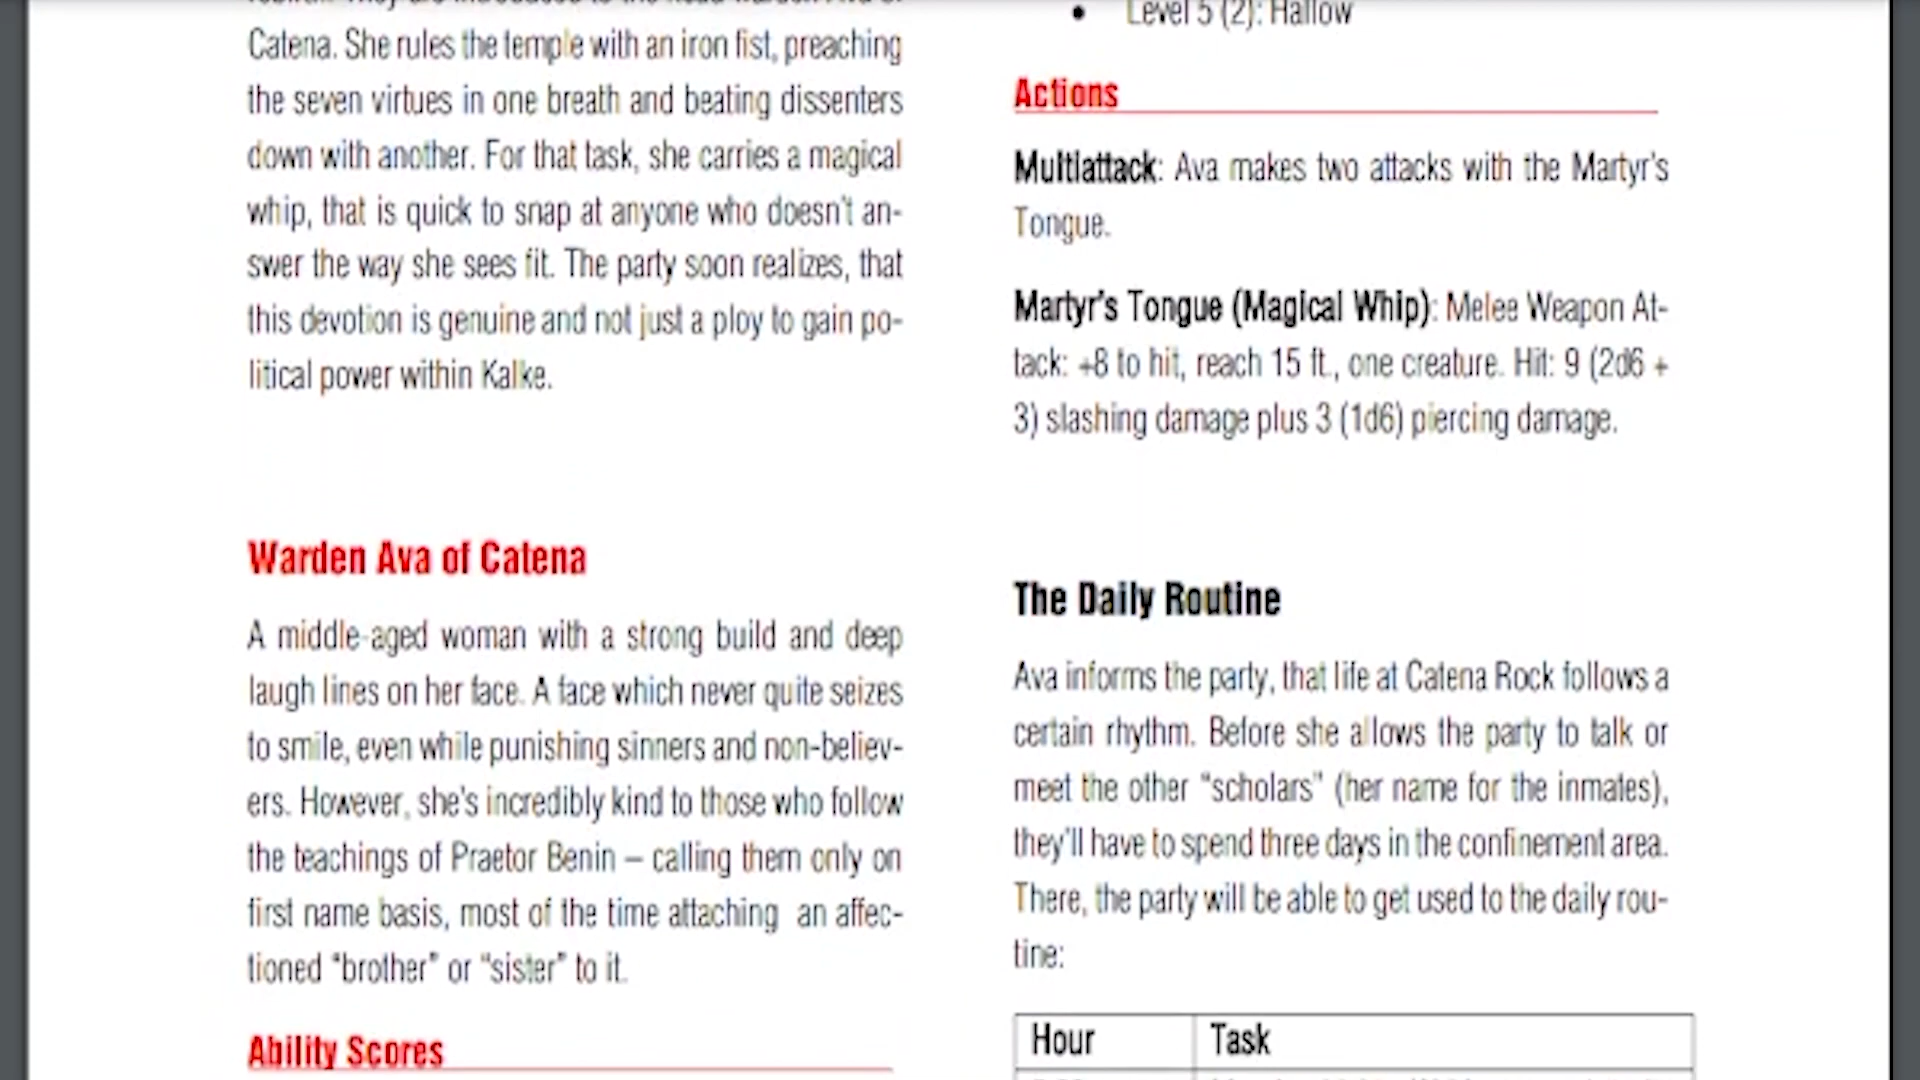 Catena. She rules the temple with an iron fist, preaching
the seven virtues in one breath and beating dissenters
down with another. For that task, she carries a magical
whip, that is quick to snap at anyone who doesn't an-
swer the way she sees fit. The party soon realizes, that
this devotion is genuine and not just a ploy to gain po-
litical power within Kalke.
Warden Ava of Catena
A middle-aged woman with a strong build and deep
laugh lines on her face. A face which never quite seizes
to smile, even while punishing sinners and non-believ-
ers. However, she's incredibly kind to those who follow
the teachings of Praetor Benin – calling them only on
first name basis, most of the time attaching an affec-
tioned “brother” or “sister” to it.
Ability Scores
• Level 5 (2): Hallow
Actions
Multiattack: Ava makes two attacks with the Martyr's
Tongue.
Martyr's Tongue (Magical Whip): Melee Weapon At-
tack: +8 to hit, reach 15 ft., one creature. Hit: 9 (2d6 +
3) slashing damage plus 3 (1d6) piercing damage.
The Daily Routine
Ava informs the party, that life at Catena Rock follows a
certain rhythm. Before she allows the party to talk or
meet the other “scholars” (her name for the inmates),
they'll have to spend three days in the confinement area.
There, the party will be able to get used to the daily rou-
tine:
Hour Task